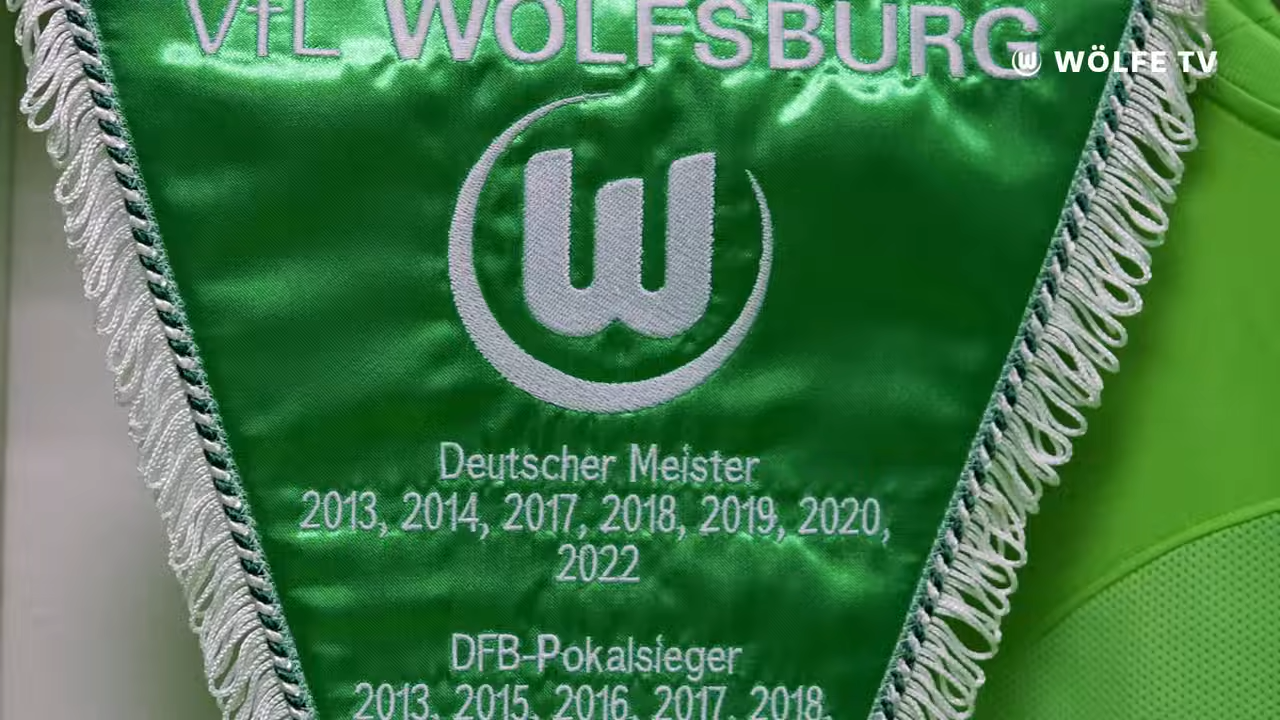 VfL WOLFSBURG
W WÖLFE TV
W
Deutscher Meister
2013, 2014, 2017, 2018, 2019, 2020,
2022
DFB-Pokalsieger
2013, 2015, 2016, 2017, 2018,